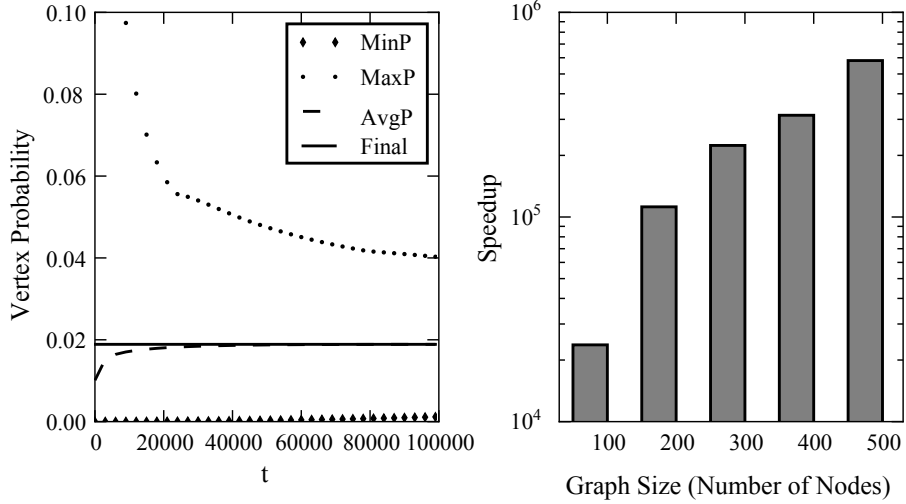 0.10
0.08
0.06
0.04
0.02
0.00
Vertex Probability
MinP
MaxP
AvgP
Final
0 20000 40000 60000 80000 100000
t
10^6
10^5
10^4
Speedup
100 200 300 400 500
Graph Size (Number of Nodes)